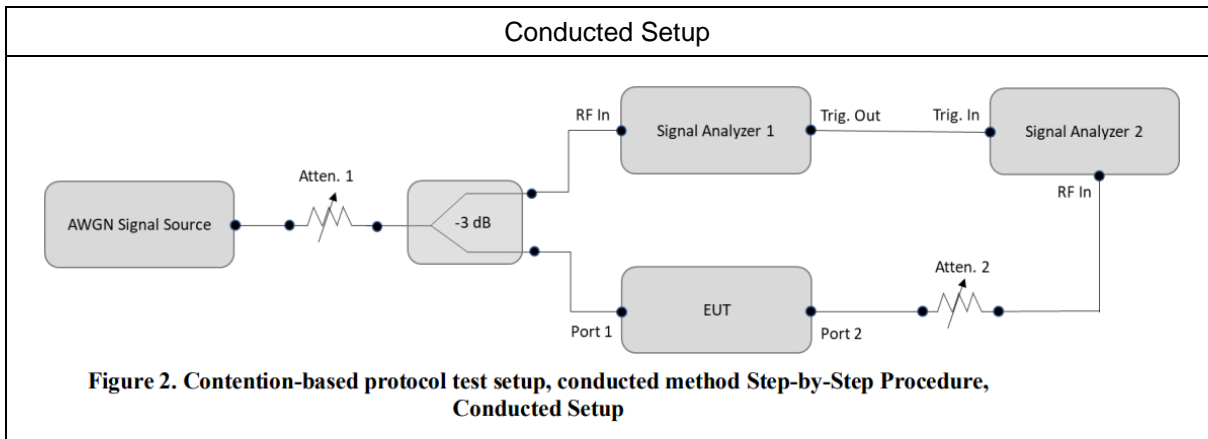 Conducted Setup
RF In
Signal Analyzer 1
Trig. Out
Trig. In
Signal Analyzer 2
RF In
Atten. 1
AWGN Signal Source
-3 dB
Atten. 2
EUT
Port 1
Port 2
Figure 2. Contention-based protocol test setup, conducted method Step-by-Step Procedure,
Conducted Setup